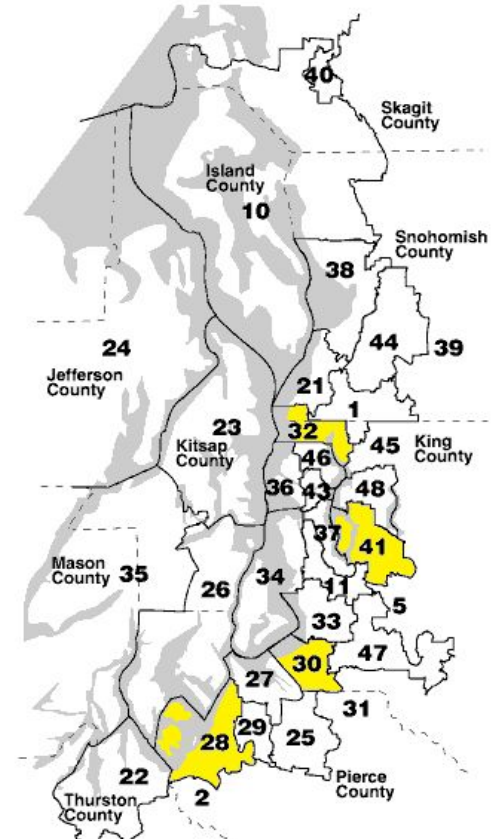 40
Skagit
County
Island
County
10
Snohomish
County
38
44
39
24
Jefferson
County
21
1
23
Kitsap
County
32
45
King
County
46
36
43
48
37
41
Mason
County
35
26
34
11
5
33
47
30
27
31
29
28
25
22
Pierce
County
Thurston
County
2